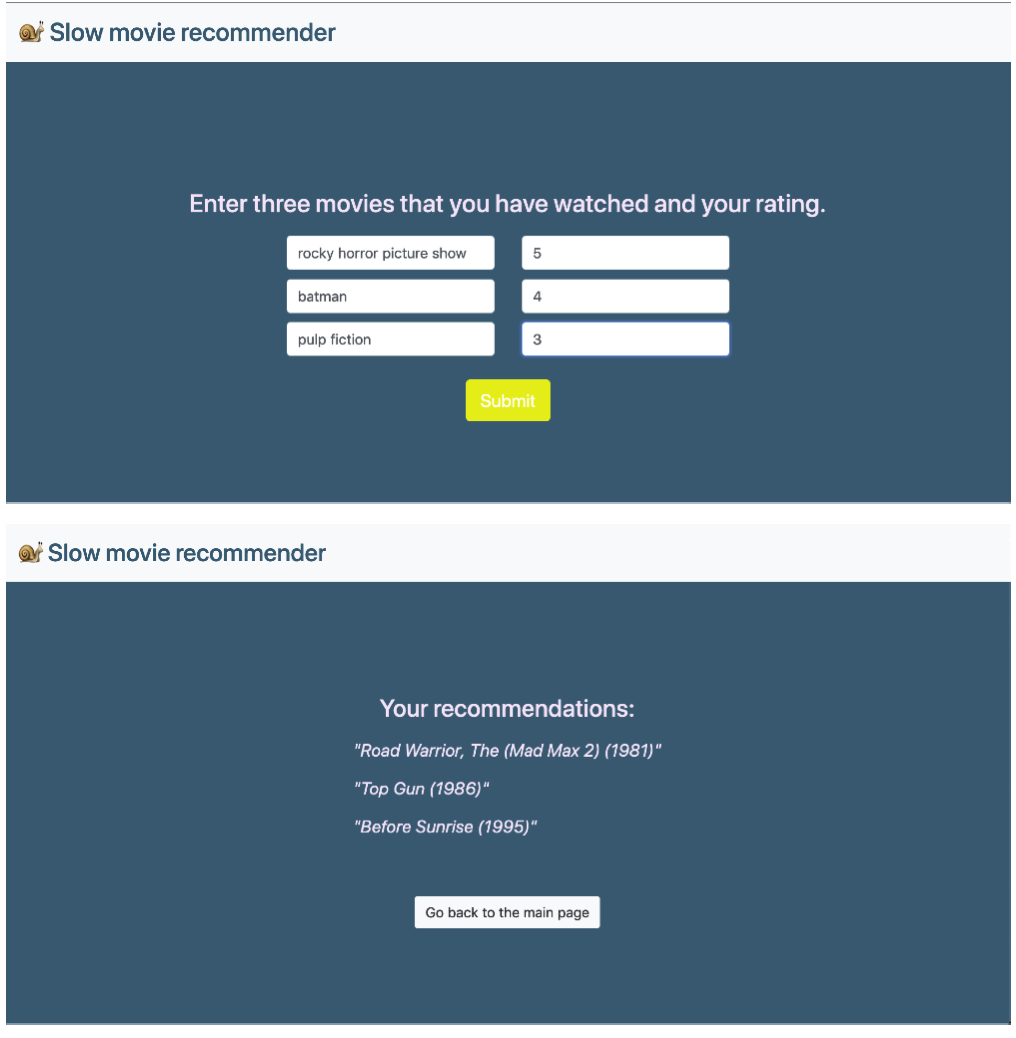 🐌 Slow movie recommender
Enter three movies that you have watched and your rating.
rocky horror picture show 5
batman 4
pulp fiction 3
Submit
🐌 Slow movie recommender
Your recommendations:
"Road Warrior, The (Mad Max 2) (1981)"
"Top Gun (1986)"
"Before Sunrise (1995)"
Go back to the main page